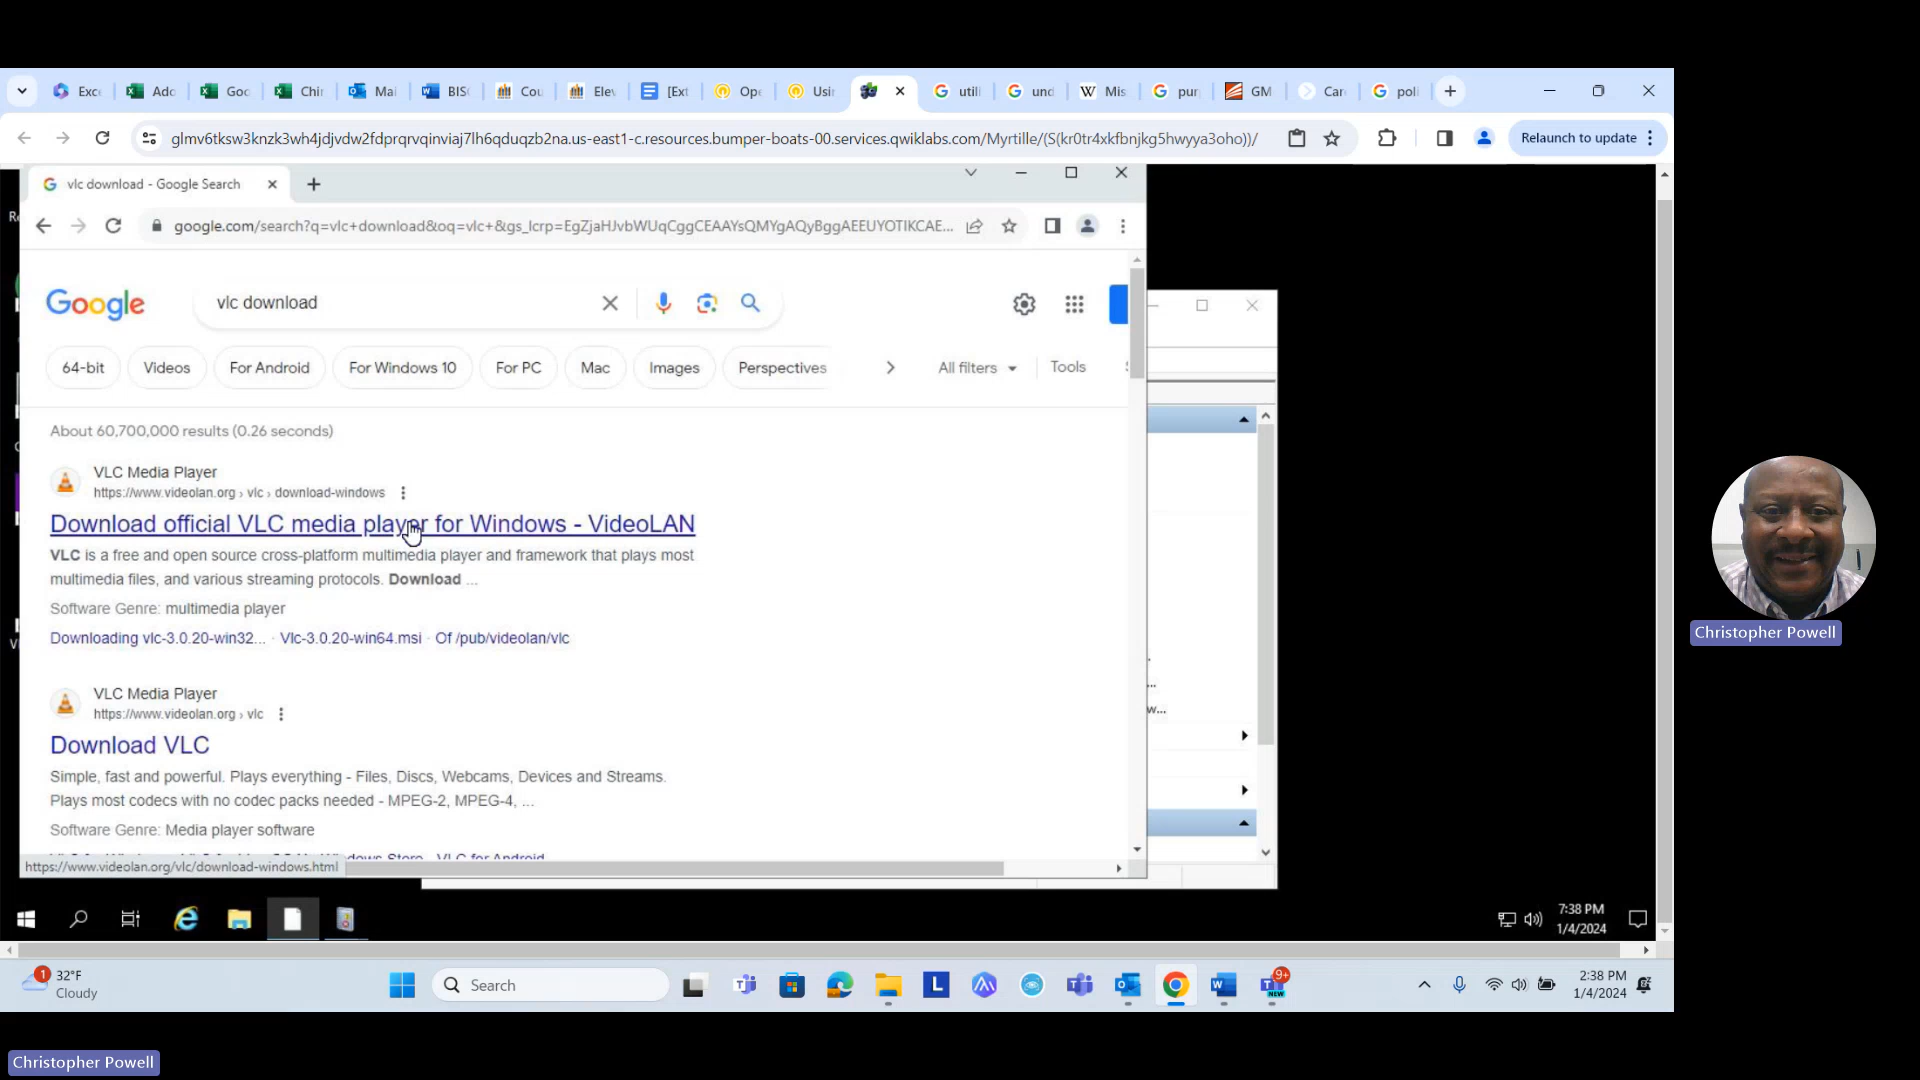 Exce
Adc
Goc
Chir
Mai
BISC
Cou
Elev
[Ext
Ope
Usin
utili
und
Mis
pur
GM
Care
poli
glmv6tksw3knzk3wh4jdjvdw2fdprqrvqinviaj7lh6qduqzb2na.us-east1-c.resources.bumper-boats-00.services.qwiklabs.com/Myrtille/(S(kr0tr4xkfbnjkg5hwyya3oho))/
Relaunch to update
vlc download - Google Search
google.com/search?q=vlc+download&oq=vlc+&gs_lcrp=EgZjaHJvbWUqCggCEAAYsQMYgAQyBggAEEUYOTIKCAE...
Google
vlc download
64-bit
Videos
For Android
For Windows 10
For PC
Mac
Images
Perspectives
All filters
Tools
About 60,700,000 results (0.26 seconds)
VLC Media Player
https://www.videolan.org › vlc › download-windows
Download official VLC media player for Windows - VideoLAN
VLC is a free and open source cross-platform multimedia player and framework that plays most
multimedia files, and various streaming protocols. Download ...
Software Genre: multimedia player
Downloading vlc-3.0.20-win32... · Vlc-3.0.20-win64.msi · Of /pub/videolan/vlc
VLC Media Player
https://www.videolan.org › vlc
Download VLC
Simple, fast and powerful. Plays everything - Files, Discs, Webcams, Devices and Streams.
Plays most codecs with no codec packs needed - MPEG-2, MPEG-4, ...
Software Genre: Media player software
https://www.videolan.org/vlc/download-windows.html
w...
7:38 PM
1/4/2024
1
32°F
Cloudy
Search
L
9+
NEW
2:38 PM
1/4/2024
Christopher Powell
Christopher Powell